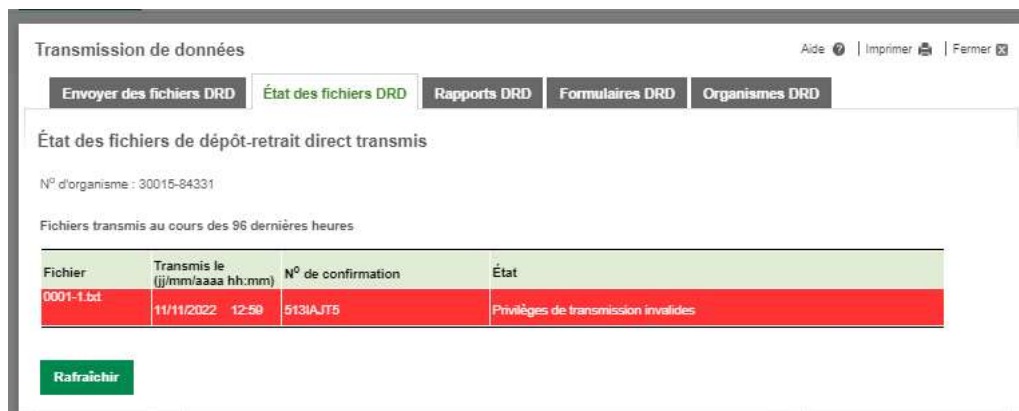 Transmission de données
Aide | Imprimer | Fermer
Envoyer des fichiers DRD État des fichiers DRD Rapports DRD Formulaires DRD Organismes DRD
État des fichiers de dépôt-retrait direct transmis
Nº d'organisme : 30015-84331
Fichiers transmis au cours des 96 dernières heures
Fichier Transmis le (jj/mm/aaaa hh:mm) Nº de confirmation État
0001-1.txt 11/11/2022 12:59 513IAJT5 Privilèges de transmission invalides
Rafraîchir